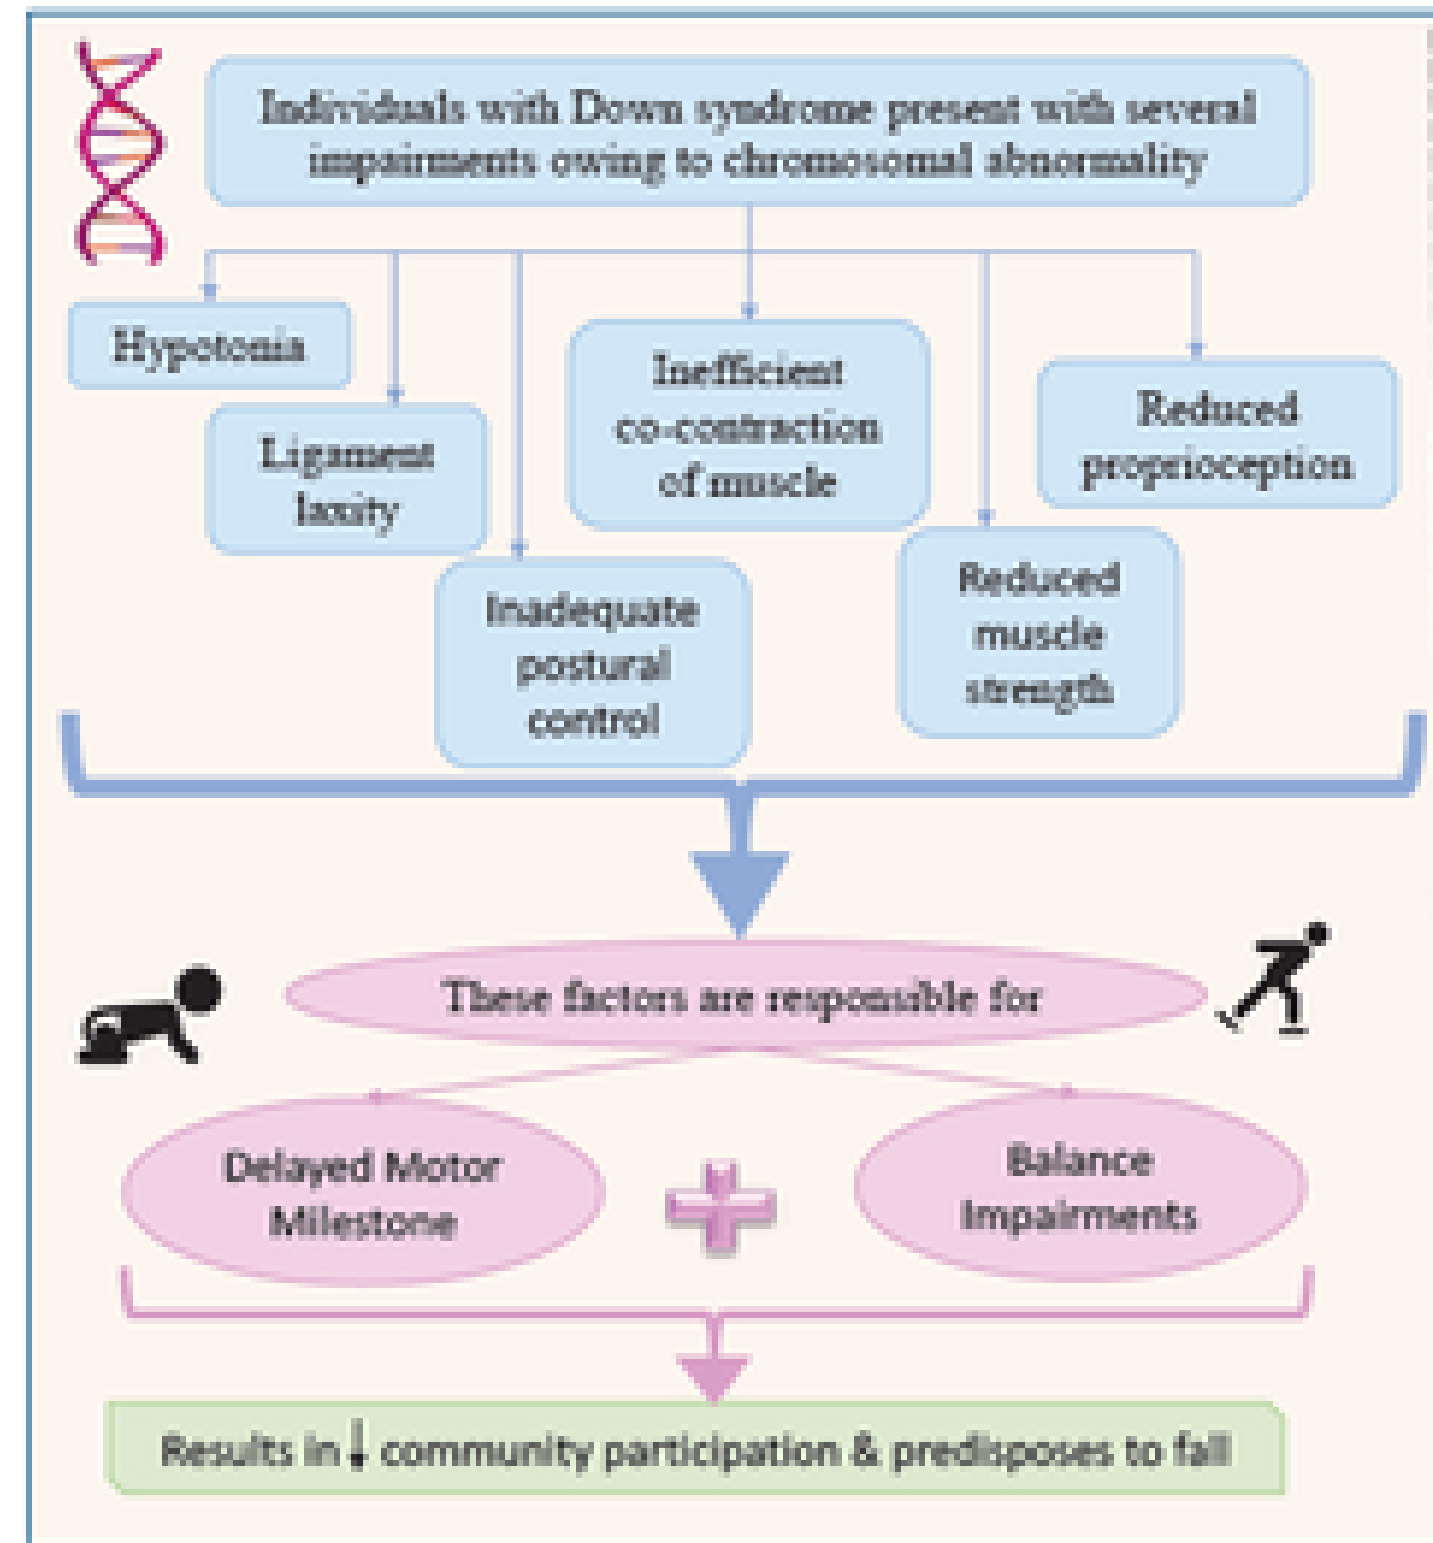 Individuals with Down syndrome present with several
impairments owing to chromosomal abnormality
Hypotonia
Ligament
laxity
Inadequate
postural
control
Inefficient
co-contraction
of muscle
Reduced
muscle
strength
Reduced
proprioception
These factors are responsible for
Delayed Motor
Milestone
Balance
Impairments
Results in ↓ community participation & predisposes to fall